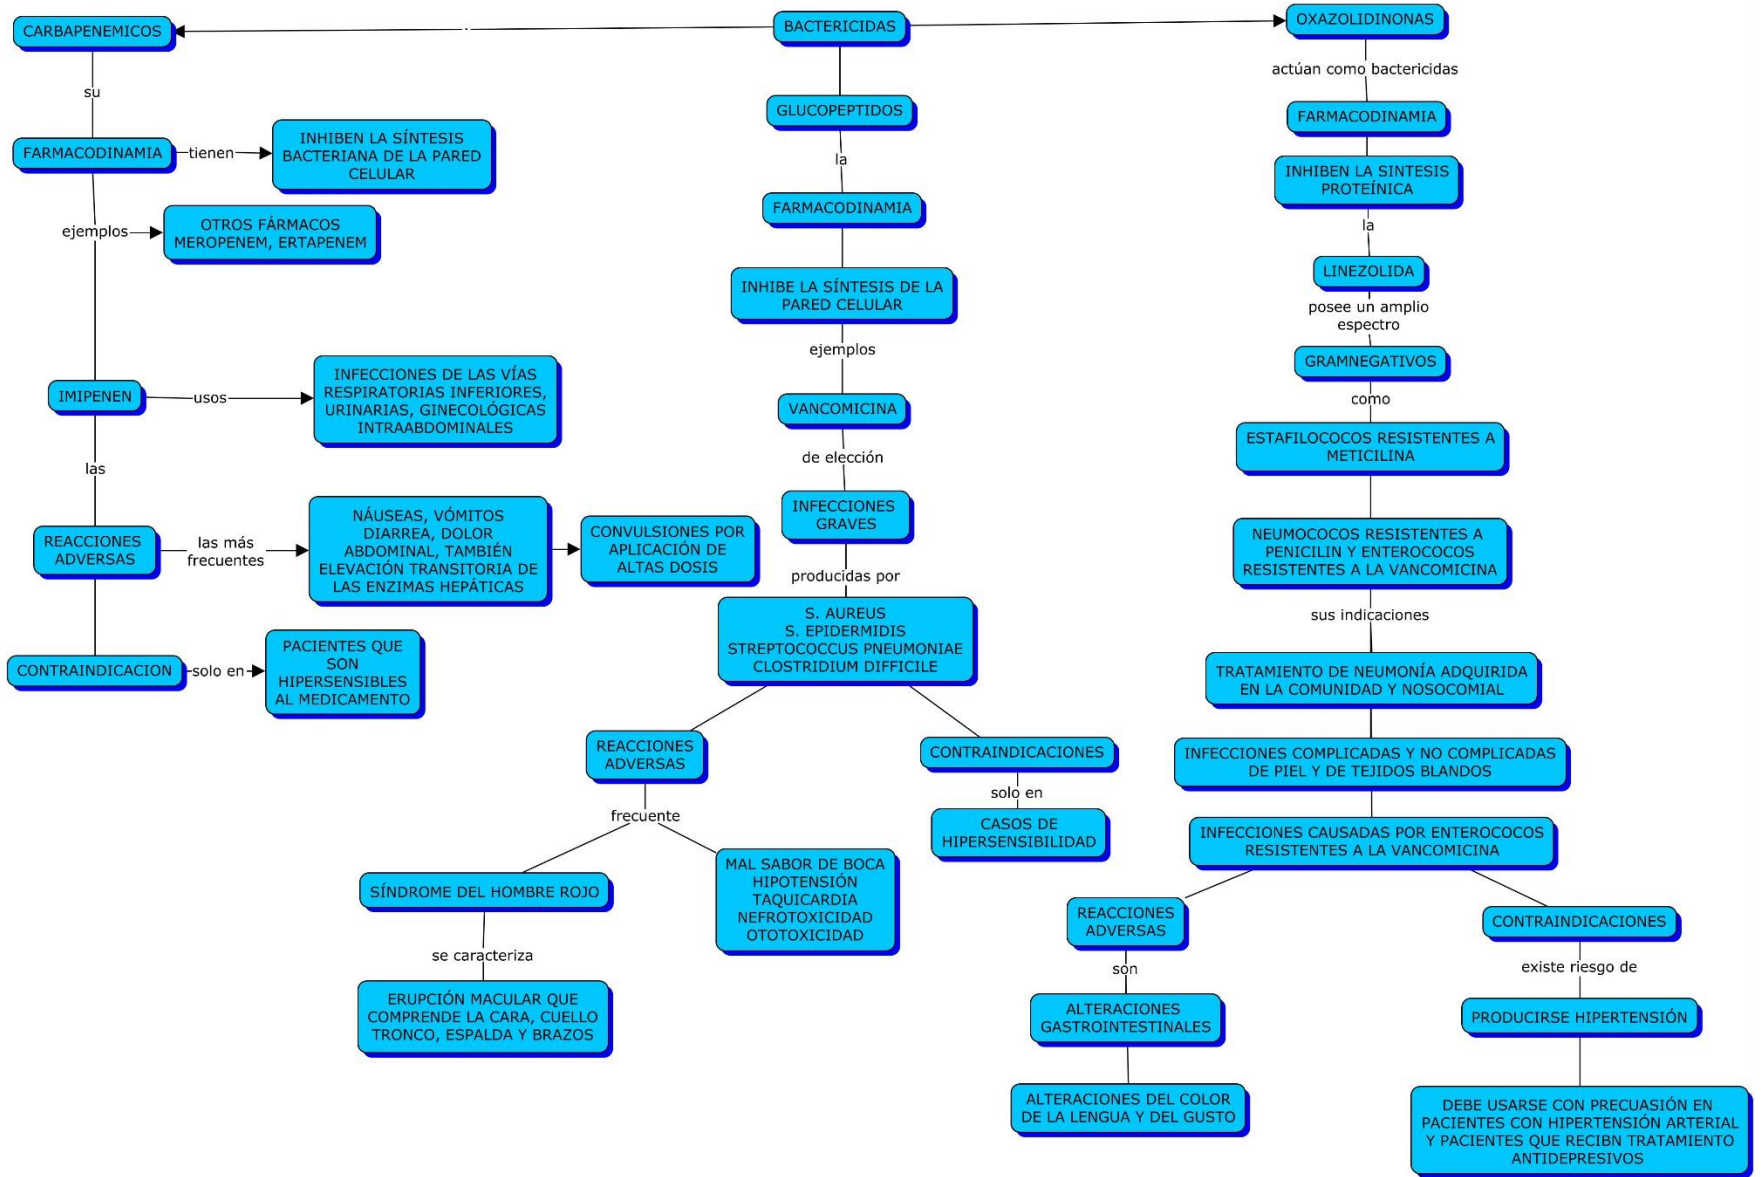 BACTERICIDAS
CARBAPENEMICOS
su
FARMACODINAMIA
tienen
INHIBEN LA SÍNTESIS
BACTERIANA DE LA PARED
CELULAR
ejemplos
OTROS FÁRMACOS
MEROPENEM, ERTAPENEM
IMIPENEN
usos
INFECCIONES DE LAS VÍAS
RESPIRATORIAS INFERIORES,
URINARIAS, GINECOLÓGICAS
INTRAABDOMINALES
las
REACCIONES
ADVERSAS
las más
frecuentes
NÁUSEAS, VÓMITOS
DIARREA, DOLOR
ABDOMINAL, TAMBIÉN
ELEVACIÓN TRANSITORIA DE
LAS ENZIMAS HEPÁTICAS
CONVULSIONES POR
APLICACIÓN DE
ALTAS DOSIS
CONTRAINDICACION
solo en
PACIENTES QUE
SON
HIPERSENSIBLES
AL MEDICAMENTO
GLUCOPEPTIDOS
la
FARMACODINAMIA
INHIBE LA SÍNTESIS DE LA
PARED CELULAR
ejemplos
VANCOMICINA
de elección
INFECCIONES
GRAVES
producidas por
S. AUREUS
S. EPIDERMIDIS
STREPTOCOCCUS PNEUMONIAE
CLOSTRIDIUM DIFFICILE
REACCIONES
ADVERSAS
frecuente
SÍNDROME DEL HOMBRE ROJO
se caracteriza
ERUPCIÓN MACULAR QUE
COMPRENDE LA CARA, CUELLO
TRONCO, ESPALDA Y BRAZOS
MAL SABOR DE BOCA
HIPOTENSIÓN
TAQUICARDIA
NEFROTOXICIDAD
OTOTOXICIDAD
CONTRAINDICACIONES
solo en
CASOS DE
HIPERSENSIBILIDAD
OXAZOLIDINONAS
actúan como bactericidas
FARMACODINAMIA
INHIBEN LA SINTESIS
PROTEÍNICA
la
LINEZOLIDA
posee un amplio
espectro
GRAMNEGATIVOS
como
ESTAFILOCOCOS RESISTENTES A
METICILINA
NEUMOCOCOS RESISTENTES A
PENICILIN Y ENTEROCOCOS
RESISTENTES A LA VANCOMICINA
sus indicaciones
TRATAMIENTO DE NEUMONÍA ADQUIRIDA
EN LA COMUNIDAD Y NOSOCOMIAL
INFECCIONES COMPLICADAS Y NO COMPLICADAS
DE PIEL Y DE TEJIDOS BLANDOS
INFECCIONES CAUSADAS POR ENTEROCOCOS
RESISTENTES A LA VANCOMICINA
REACCIONES
ADVERSAS
son
ALTERACIONES
GASTROINTESTINALES
ALTERACIONES DEL COLOR
DE LA LENGUA Y DEL GUSTO
CONTRAINDICACIONES
existe riesgo de
PRODUCIRSE HIPERTENSIÓN
DEBE USARSE CON PRECUASIÓN EN
PACIENTES CON HIPERTENSIÓN ARTERIAL
Y PACIENTES QUE RECIBN TRATAMIENTO
ANTIDEPRESIVOS